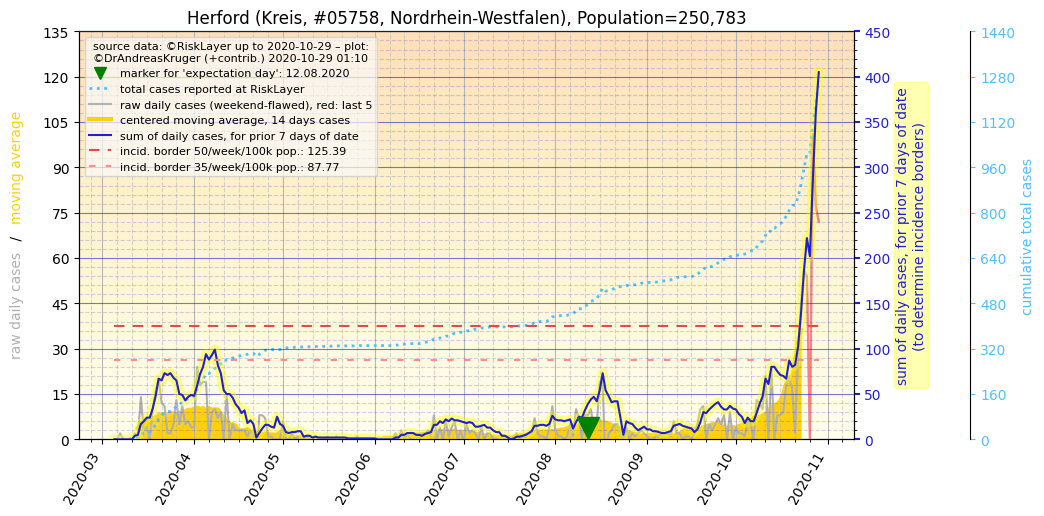 Herford (Kreis, #05758, Nordrhein-Westfalen), Population=250,783
source data: ©RiskLayer up to 2020-10-29 – plot:
©DrAndreasKruger (+contrib.) 2020-10-29 01:10
marker for 'expectation day': 12.08.2020
total cases reported at RiskLayer
raw daily cases (weekend-flawed), red: last 5
centered moving average, 14 days cases
sum of daily cases, for prior 7 days of date
incid. border 50/week/100k pop.: 125.39
incid. border 35/week/100k pop.: 87.77
raw daily cases / moving average
135
120
105
90
75
60
45
30
15
0
2020-03
2020-04
2020-05
2020-06
2020-07
2020-08
2020-09
2020-10
2020-11
450
400
350
300
250
200
150
100
50
0
sum of daily cases, for prior 7 days of date
(to determine incidence borders)
1440
1280
1120
960
800
640
480
320
160
0
cumulative total cases